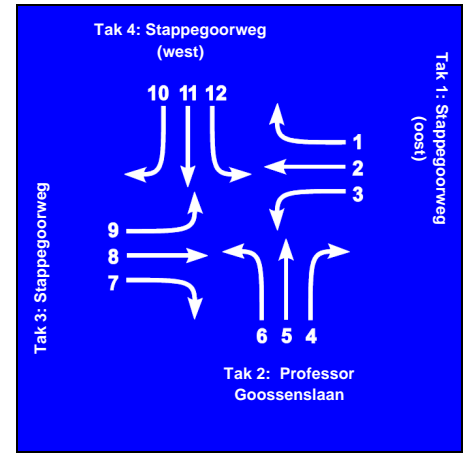 Tak 4: Stappegoorweg
(west)
Tak 1: Stappegoorweg
(oost)
10 11 12
1
2
3
9
8
7
Tak 3: Stappegoorweg
6 5 4
Tak 2: Professor
Goossenslaan